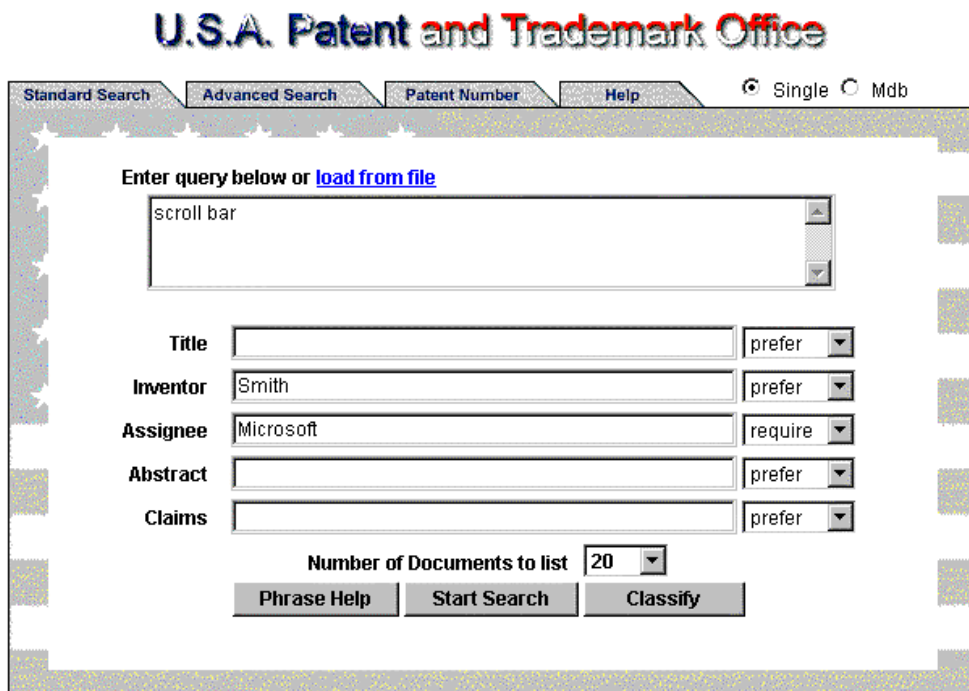 U.S.A. Patent and Trademark Office
Standard Search Advanced Search Patent Number Help Single Mdb
Enter query below or load from file
scroll bar
Title prefer
Inventor Smith prefer
Assignee Microsoft require
Abstract prefer
Claims prefer
Number of Documents to list 20
Phrase Help Start Search Classify